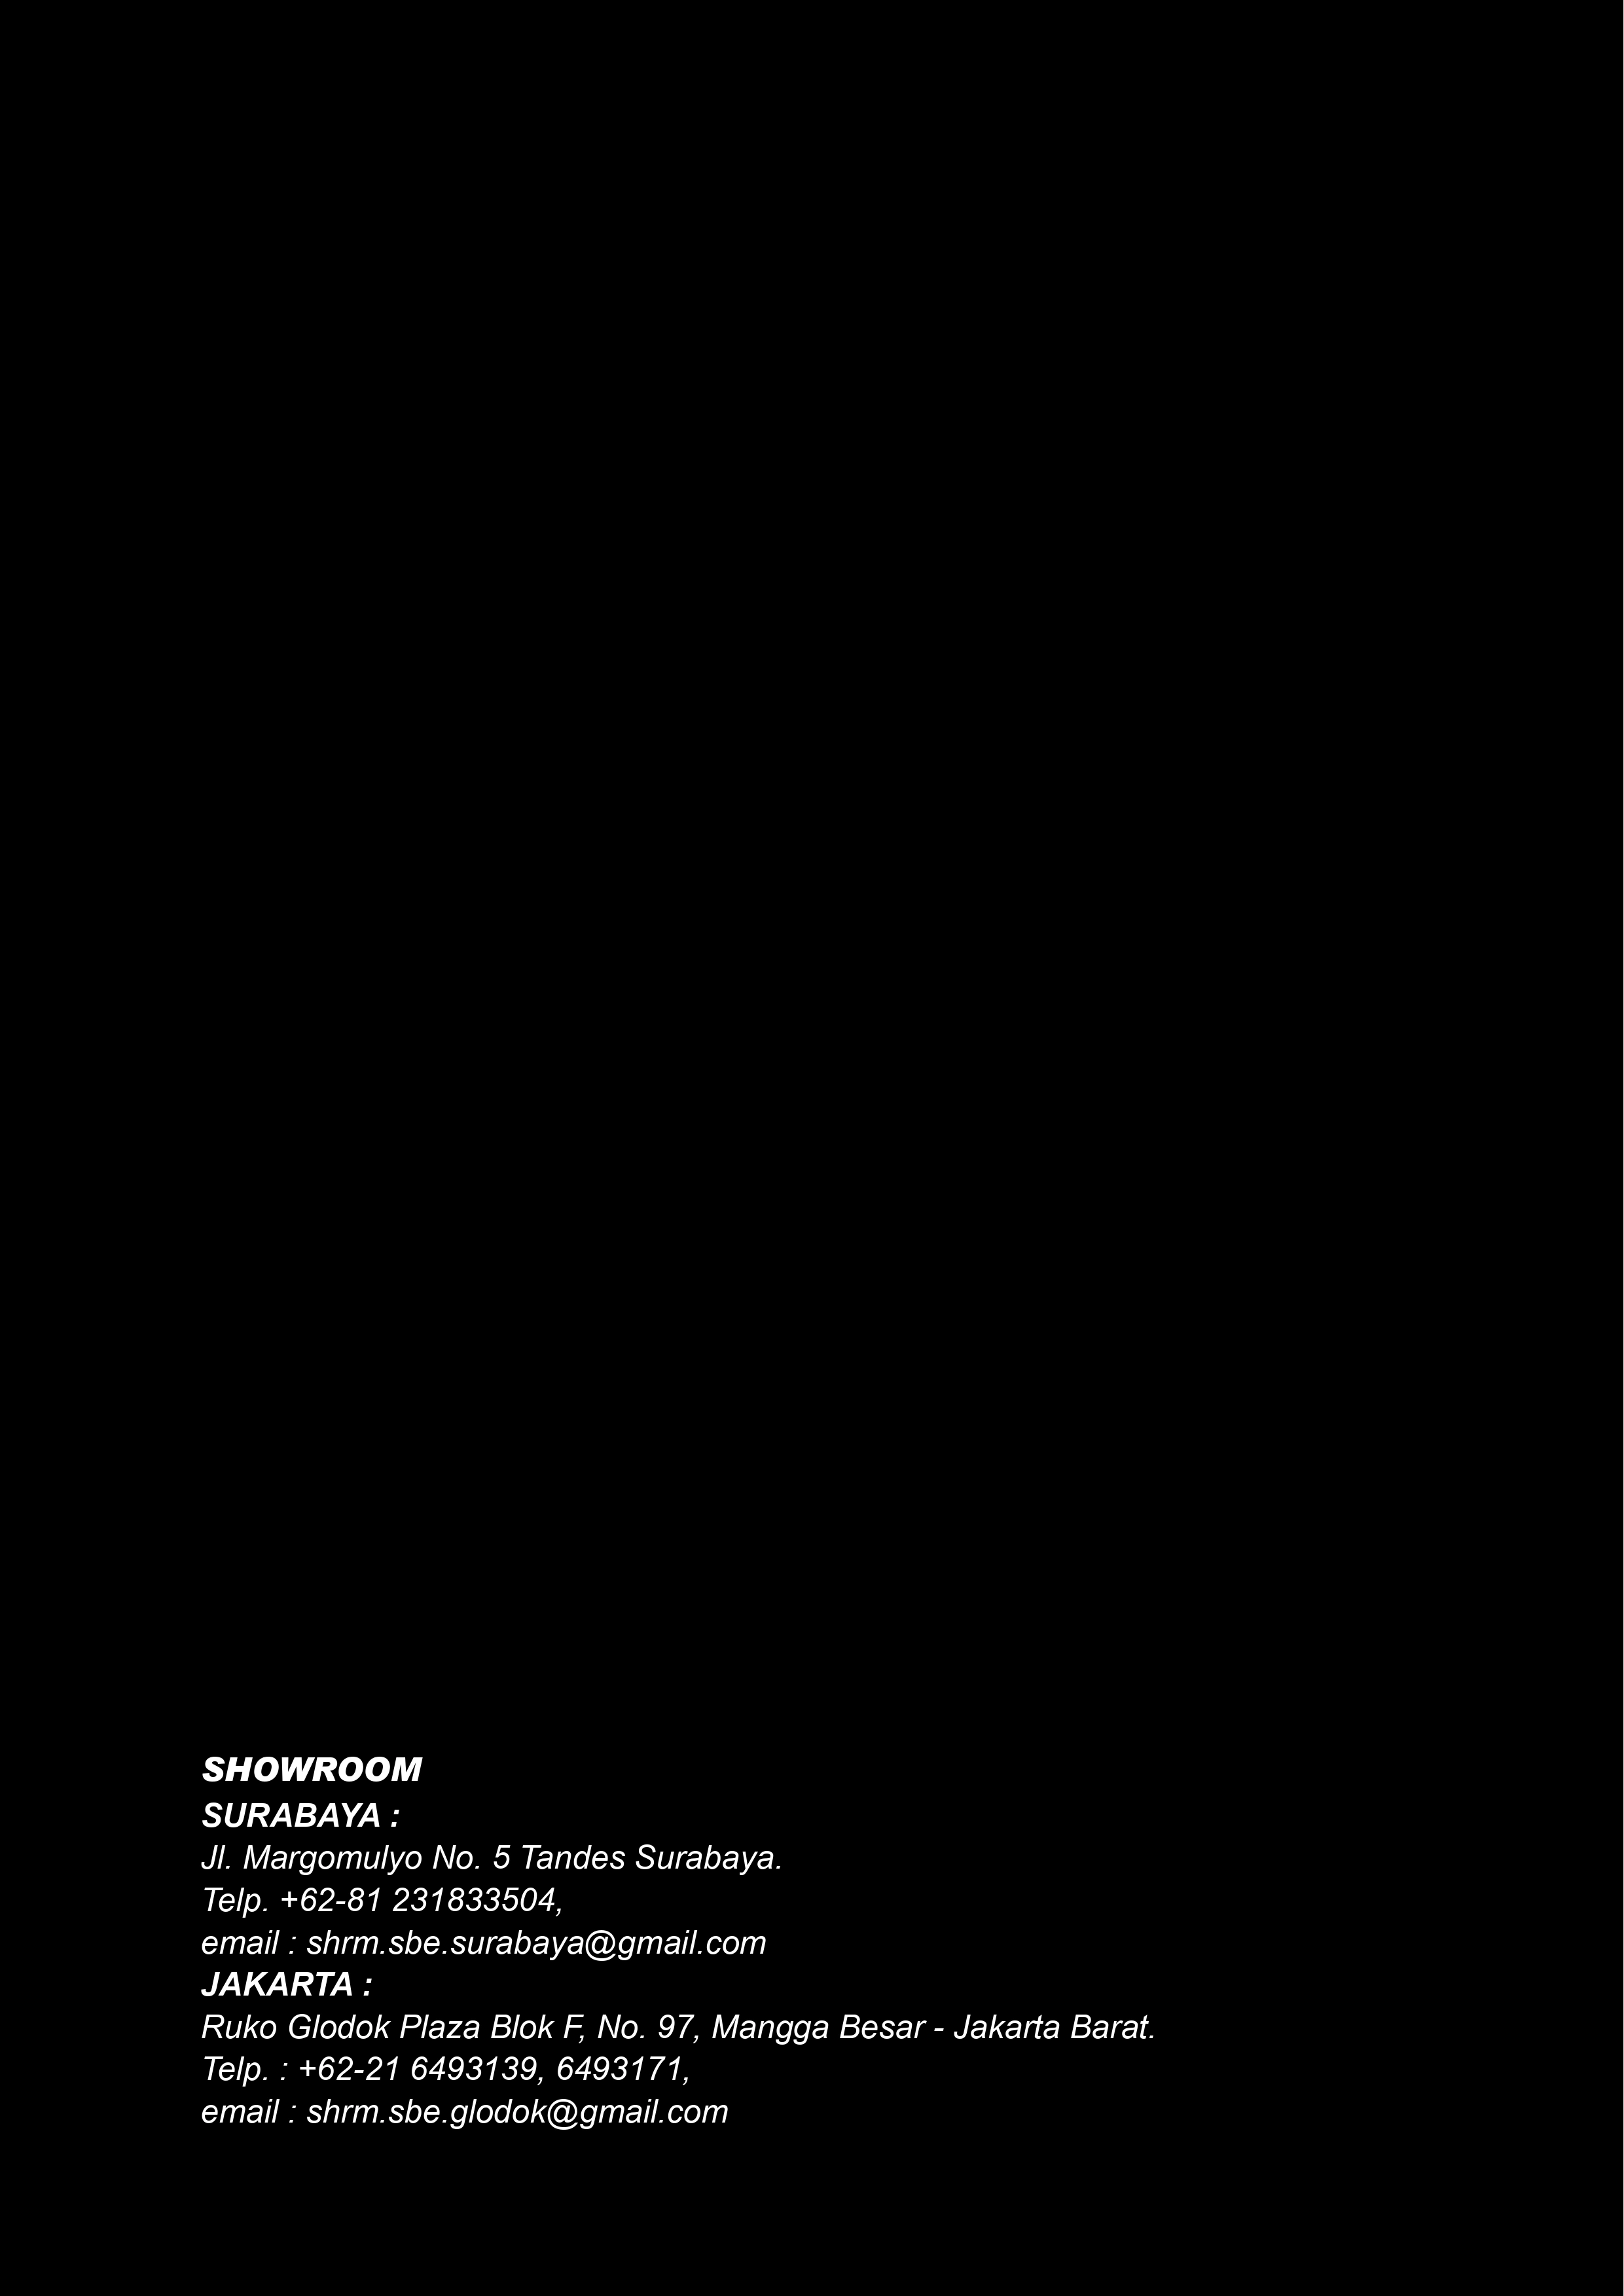 SHOWROOM
SURABAYA :
Jl. Margomulyo No. 5 Tandes Surabaya.
Telp. +62-81 231833504,
email : shrm.sbe.surabaya@gmail.com
JAKARTA :
Ruko Glodok Plaza Blok F, No. 97, Mangga Besar - Jakarta Barat.
Telp. : +62-21 6493139, 6493171,
email : shrm.sbe.glodok@gmail.com